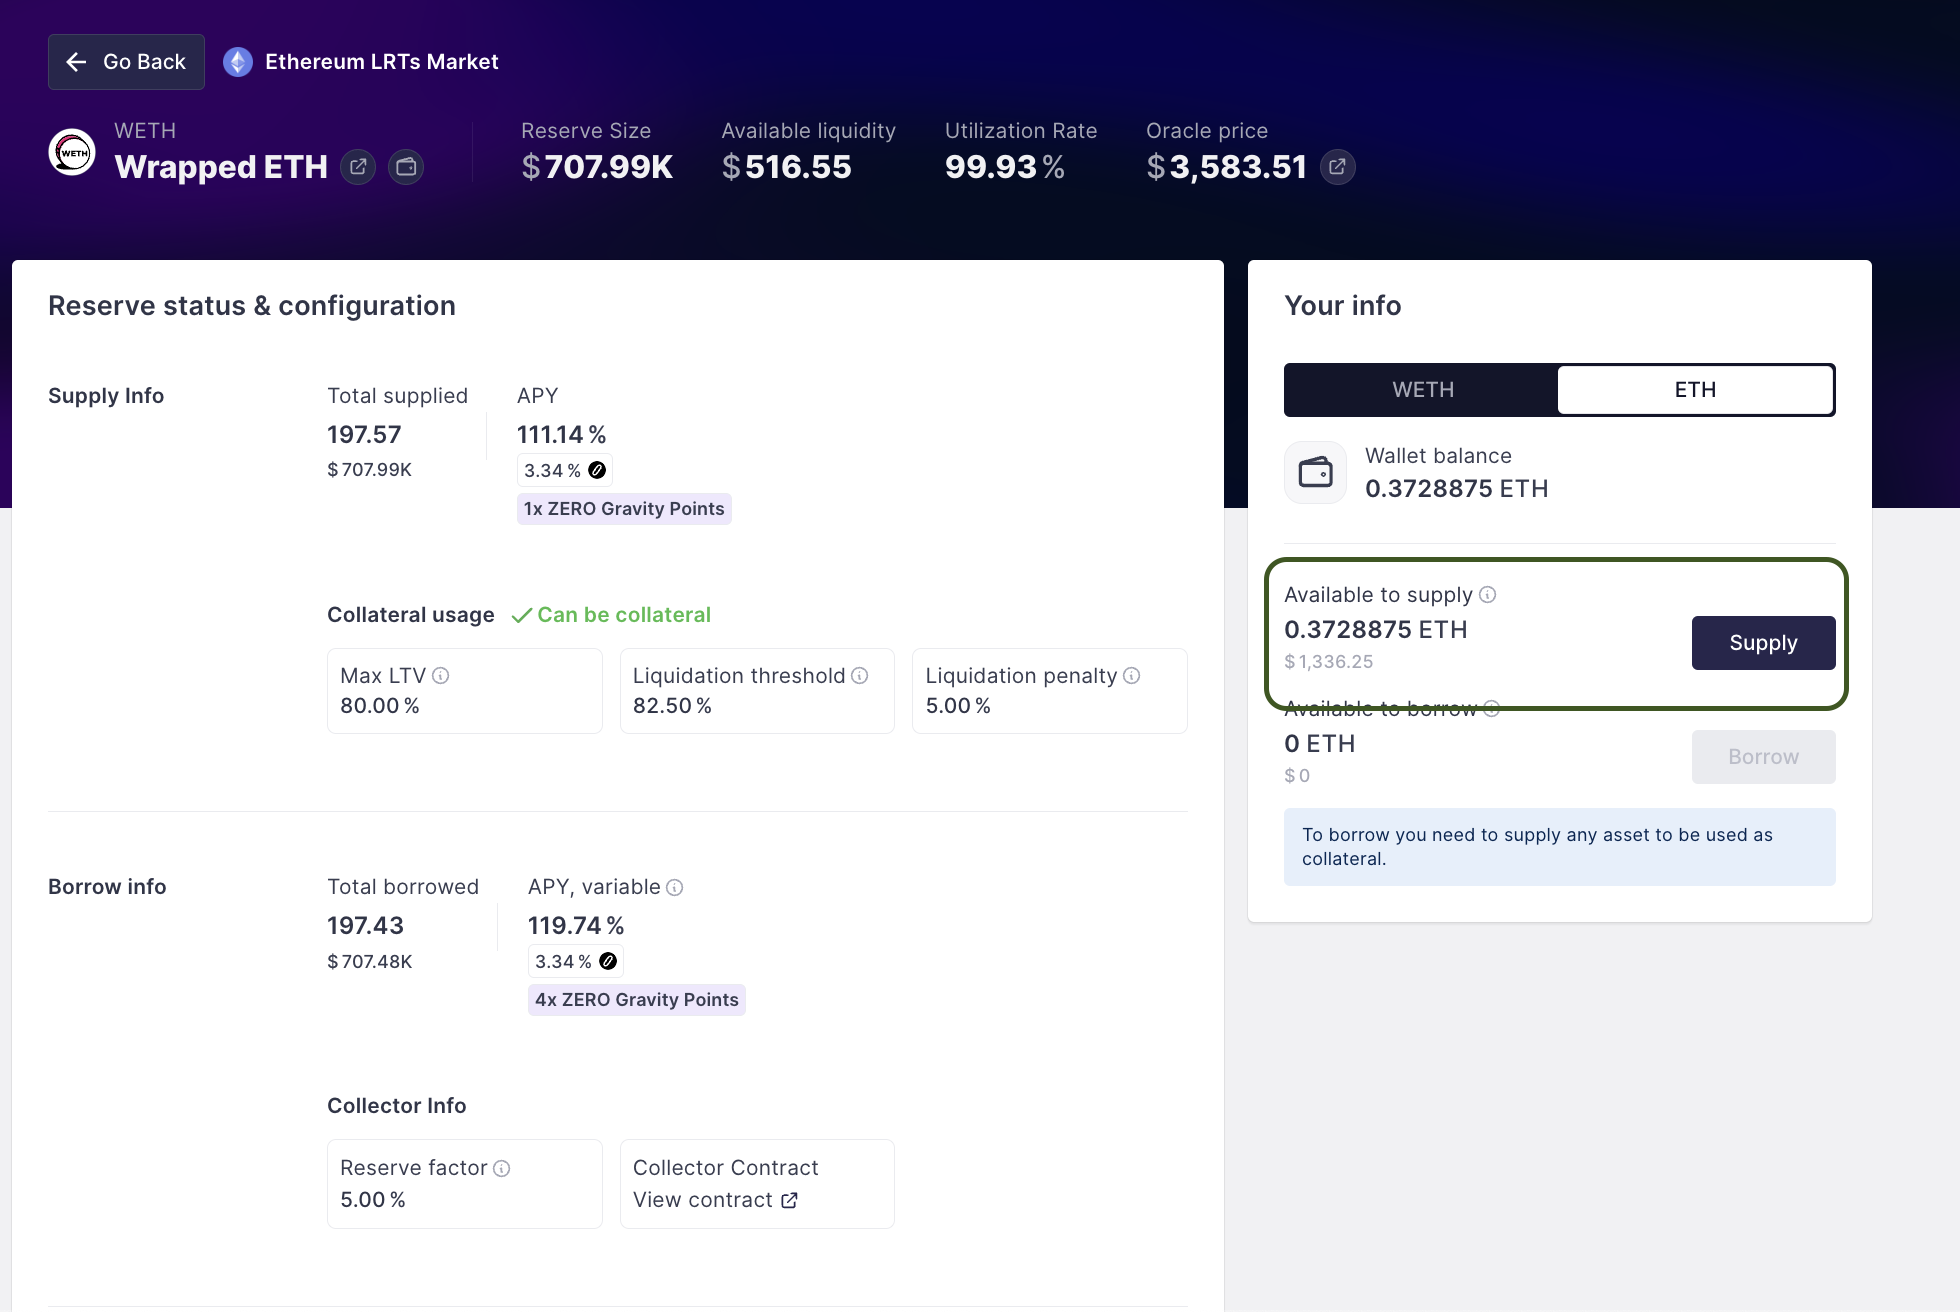 Go Back
Ethereum LRTs Market
WETH
WETH
Wrapped ETH
Reserve Size
$707.99K
Available liquidity
$516.55
Utilization Rate
99.93%
Oracle price
$3,583.51
Reserve status & configuration
Supply Info
Total supplied
197.57
$707.99K
APY
111.14%
3.34%
1x ZERO Gravity Points
Collateral usage
Can be collateral
Max LTV
80.00%
Liquidation threshold
82.50%
Liquidation penalty
5.00%
Borrow info
Total borrowed
197.43
$707.48K
APY, variable
119.74%
3.34%
4x ZERO Gravity Points
Collector Info
Reserve factor
5.00%
Collector Contract
View contract
Your info
WETH
ETH
Wallet balance
0.3728875 ETH
Available to supply
0.3728875 ETH
$1,336.25
Supply
Available to borrow
0 ETH
$0
Borrow
To borrow you need to supply any asset to be used as
collateral.